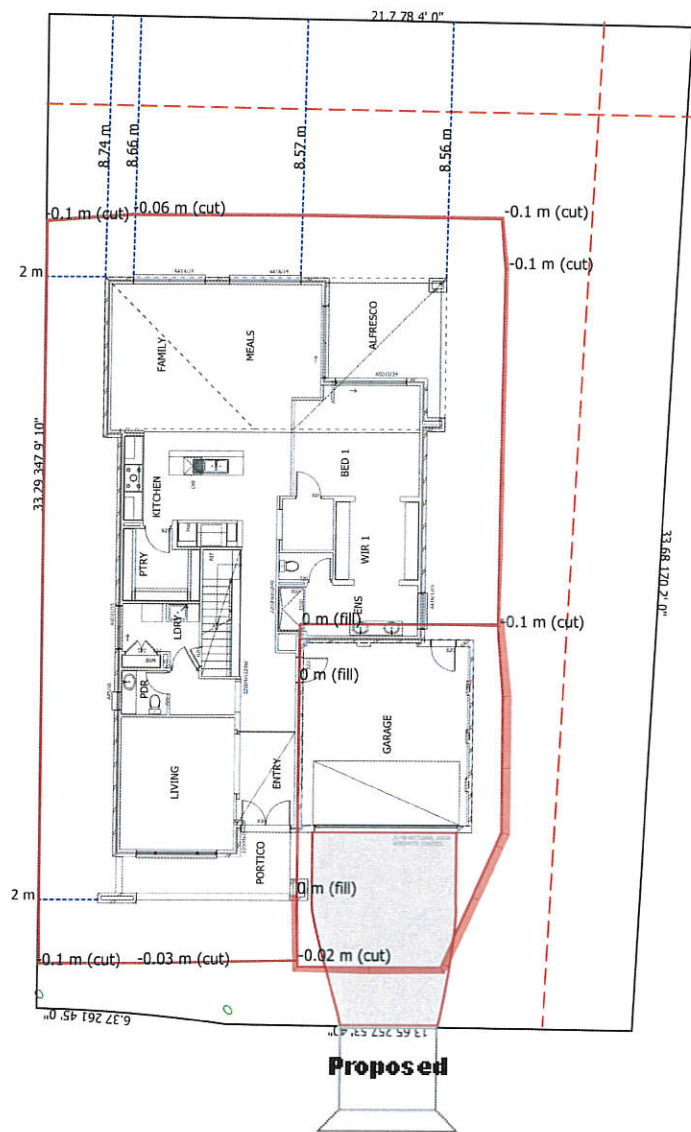 21.7 78 4' 0"
8.74 m
8.66 m
8.57 m
8.56 m
-0.1 m (cut)
-0.06 m (cut)
-0.1 m (cut)
-0.1 m (cut)
2 m
FAMILY
MEALS
ALFRESCO
33.29 347 9' 10"
KITCHEN
BED 1
PTRY
WIR 1
33.68 170 2' 0"
LDRY
ENS
0 m (fill)
-0.1 m (cut)
PDR
0 m (fill)
GARAGE
LIVING
ENTRY
PORTICO
2 m
0 m (fill)
-0.1 m (cut)
-0.03 m (cut)
-0.02 m (cut)
6.37 261 45' 0"
Proposed